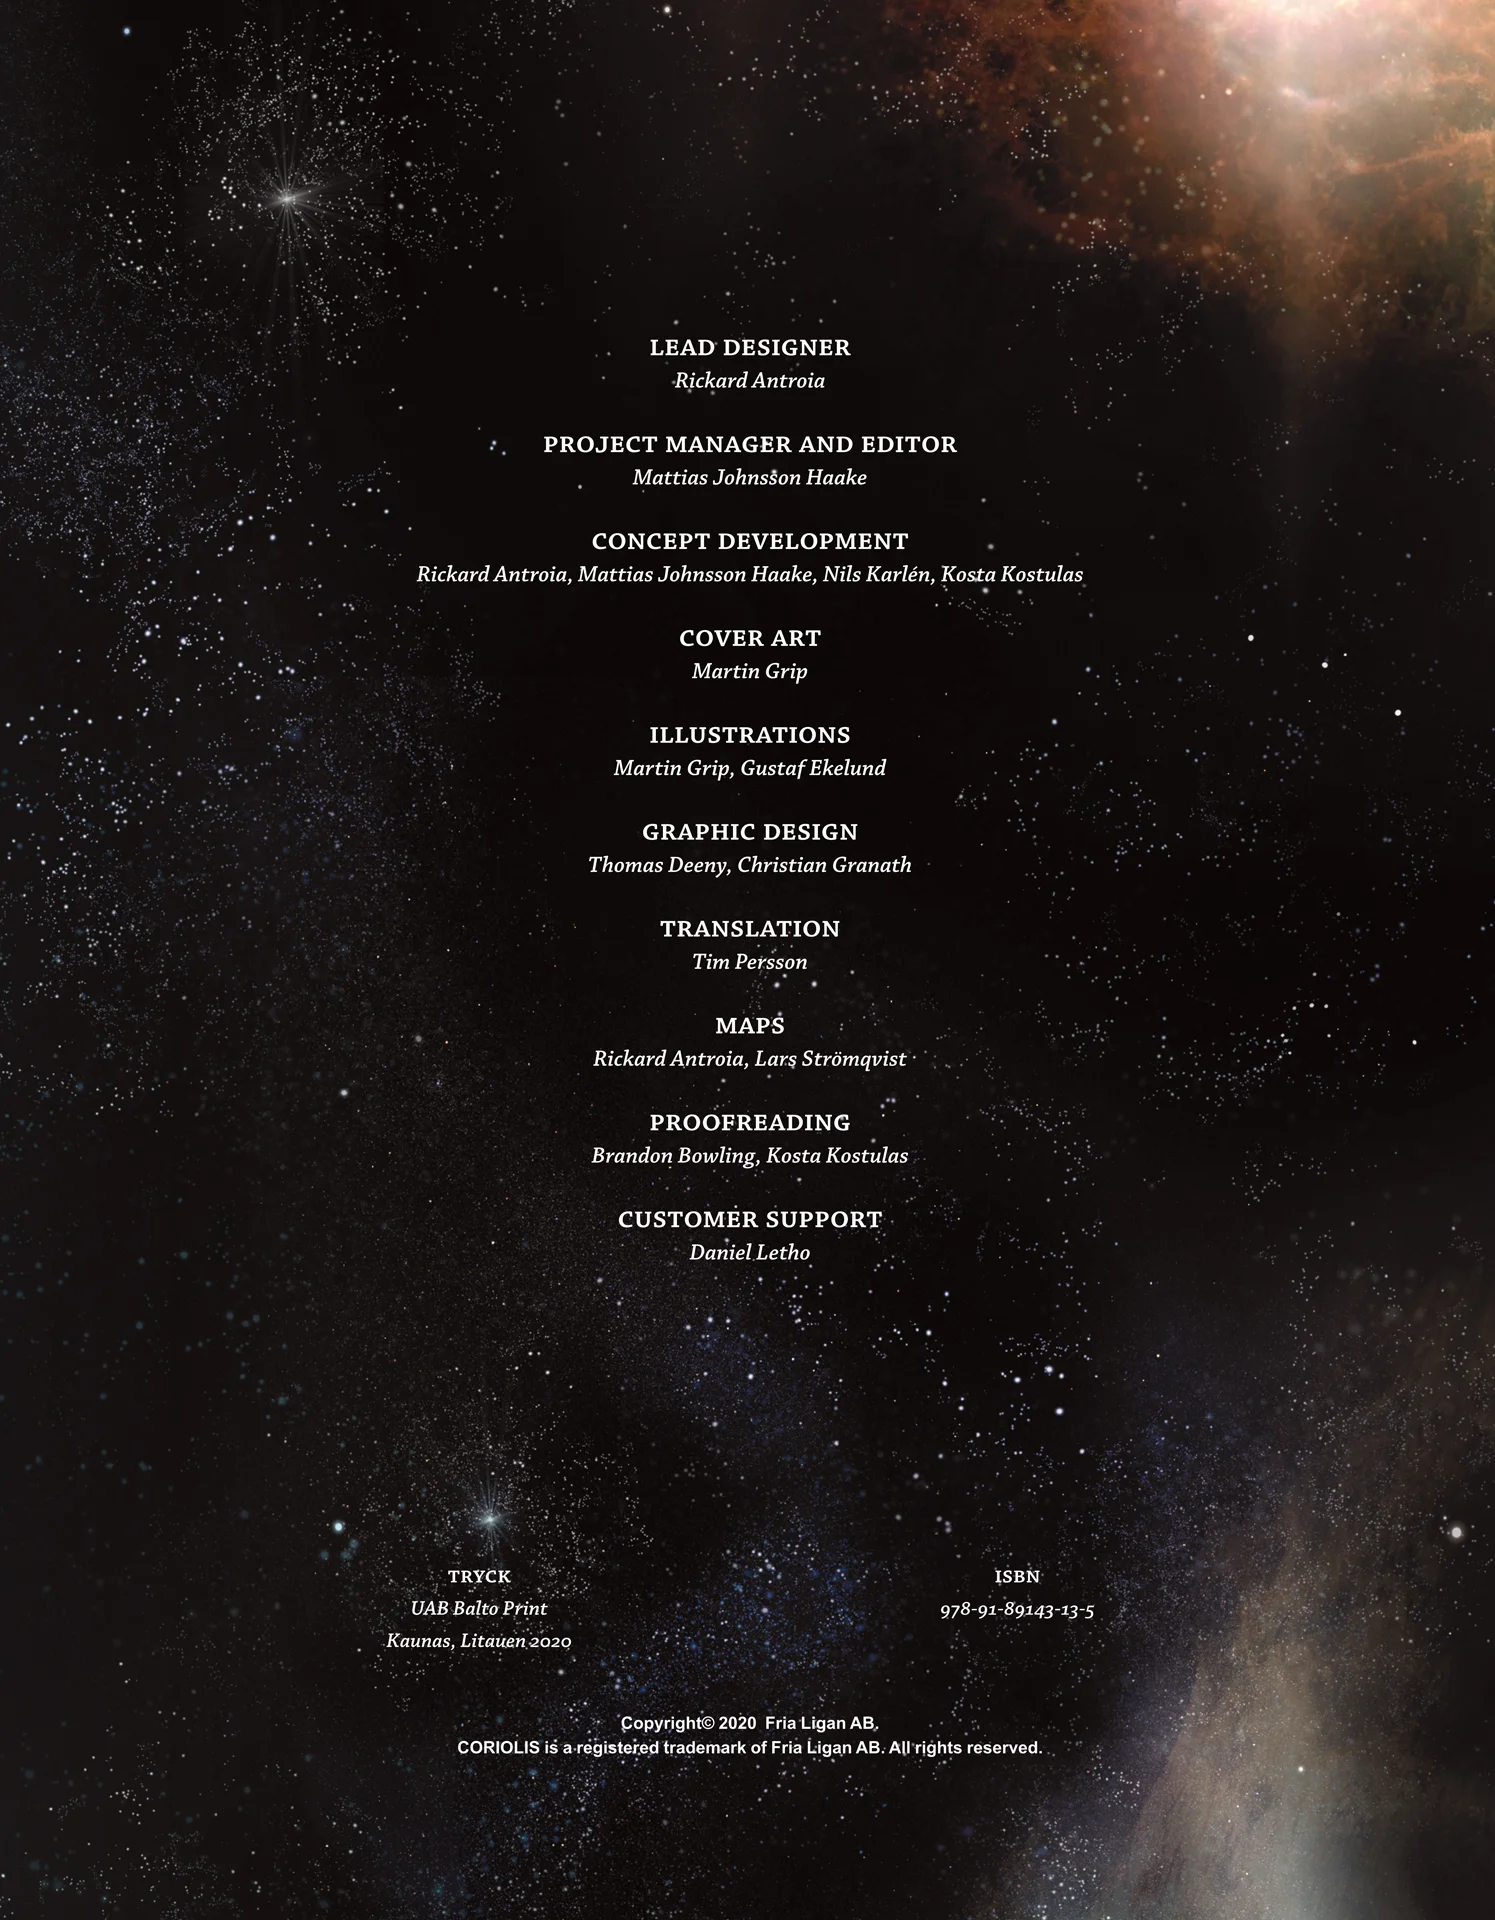 LEAD DESIGNER
Rickard Antroia
PROJECT MANAGER AND EDITOR
Mattias Johnsson Haake
CONCEPT DEVELOPMENT
Rickard Antroia, Mattias Johnsson Haake, Nils Karlén, Kosta Kostulas
COVER ART
Martin Grip
ILLUSTRATIONS
Martin Grip, Gustaf Ekelund
GRAPHIC DESIGN
Thomas Deeny, Christian Granath
TRANSLATION
Tim Persson
MAPS
Rickard Antroia, Lars Strömqvist
PROOFREADING
Brandon Bowling, Kosta Kostulas
CUSTOMER SUPPORT
Daniel Letho
TRYCK
UAB Balto Print
Kaunas, Litauen 2020
ISBN
978-91-89143-13-5
Copyright© 2020 Fria Ligan AB.
CORIOLIS is a registered trademark of Fria Ligan AB. All rights reserved.